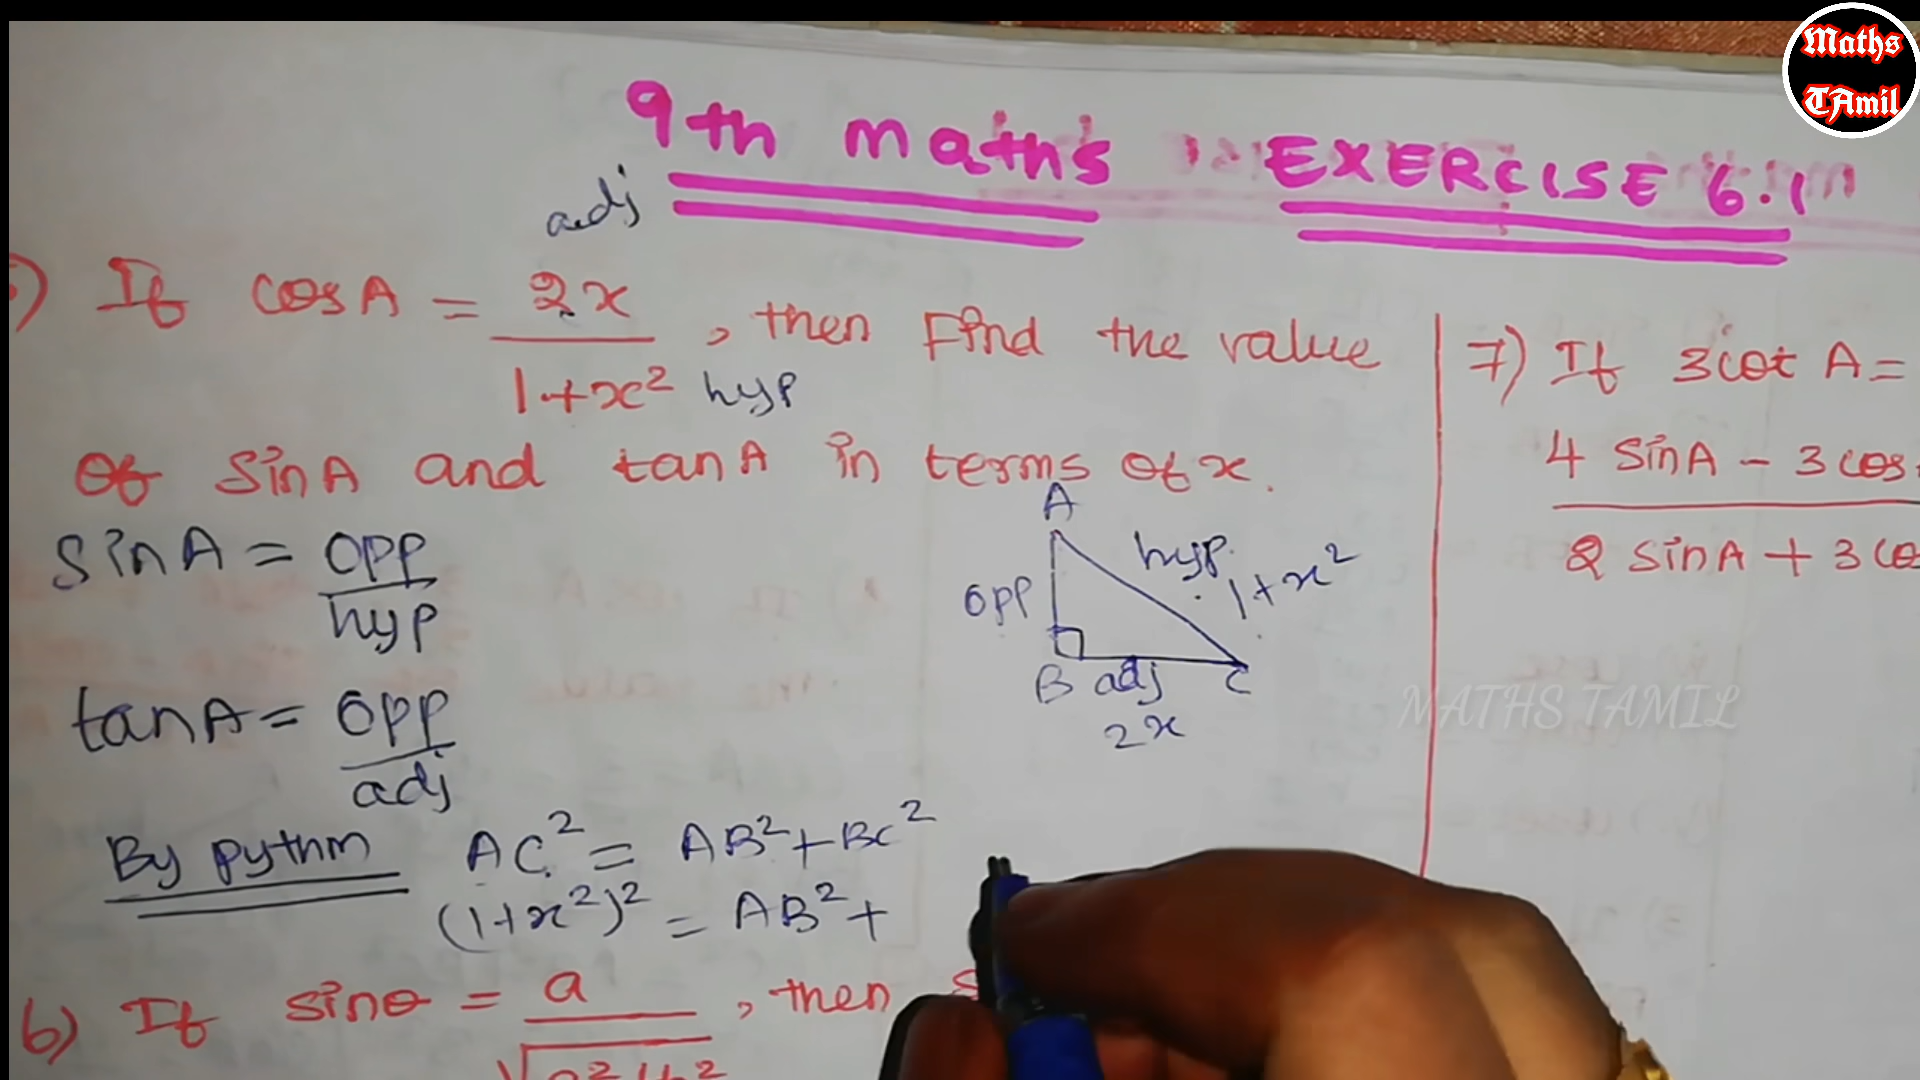 Maths
TAmil
9th maths EXERCISE 6.1
adj
) If cosA = 2x / 1+x² , then Find the value
hyp
of SinA and tanA in terms of x.
SinA = opp / hyp
tanA = opp / adj
A
opp
hyp.
1+x²
B adj C
2x
By pythm AC² = AB² + BC²
(1+x²)² = AB² +
6) If sinθ = a / √ , then
7) If 3cot A =
4 SinA - 3 cos
2 SinA + 3 co
MATHS TAMIL